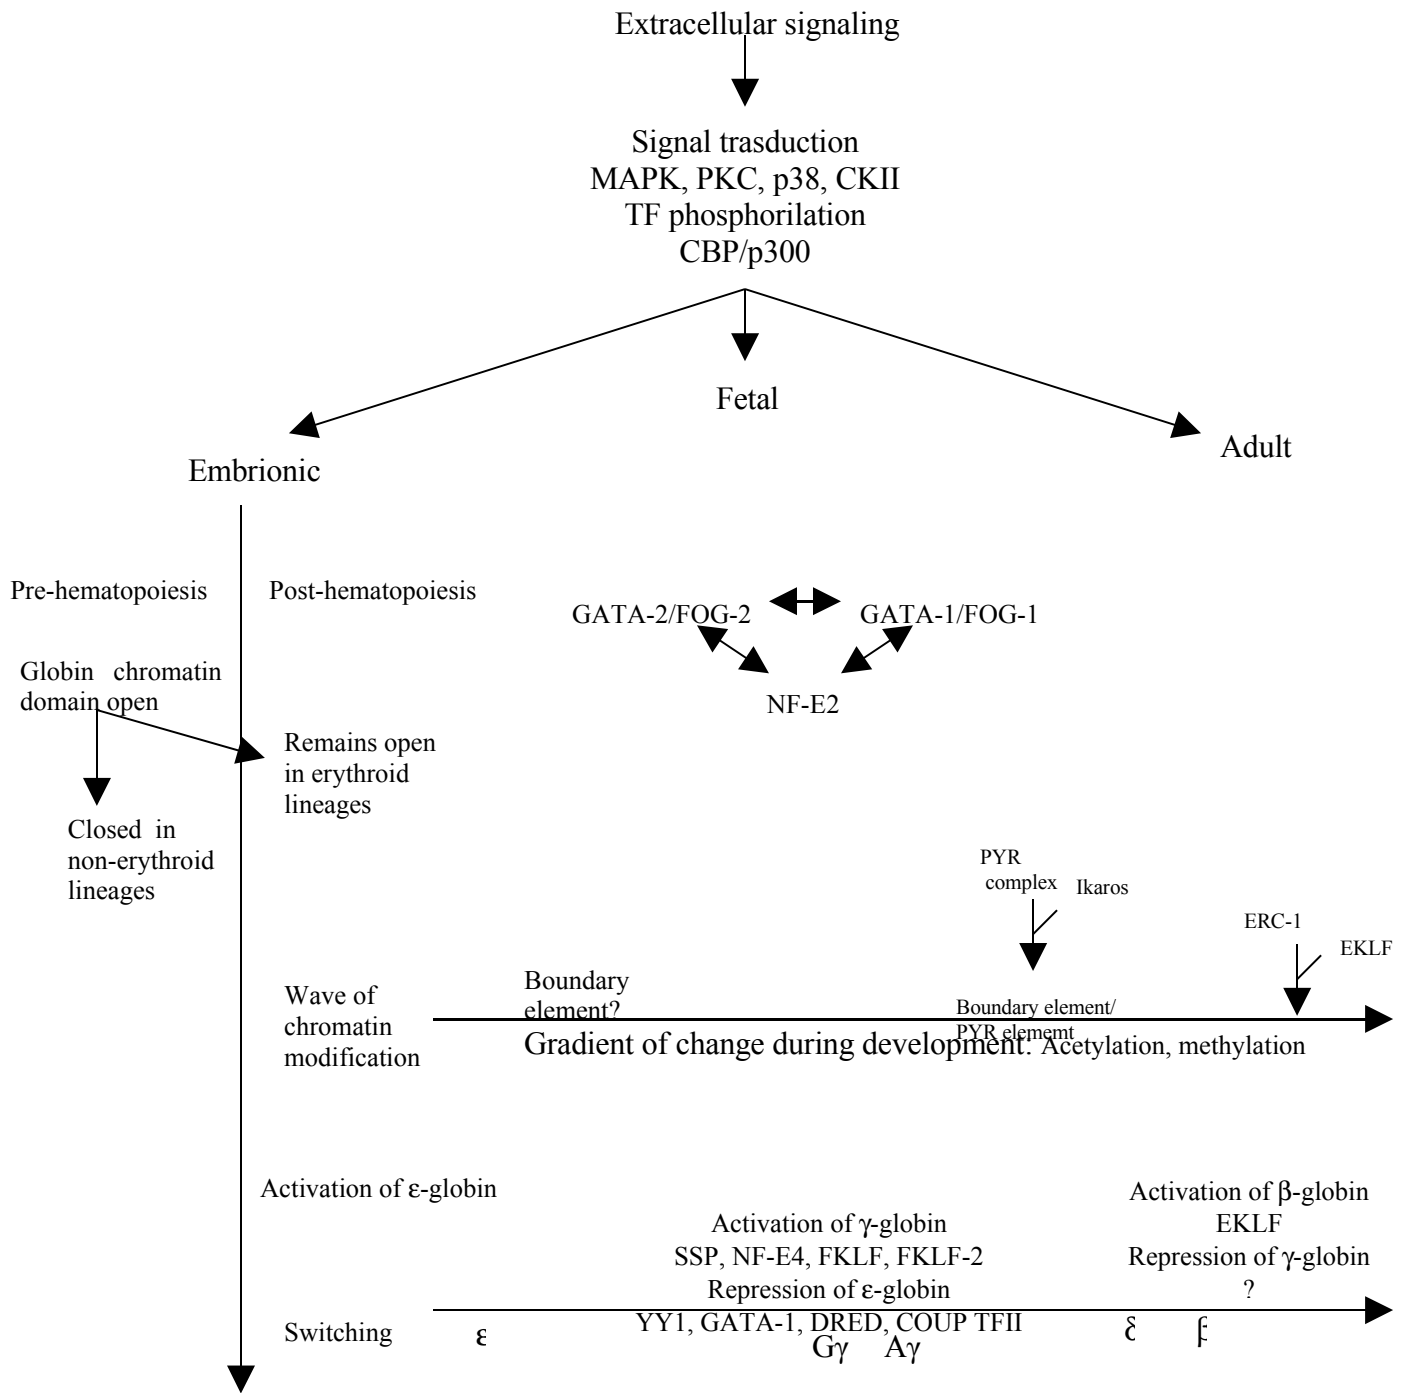 Extracellular signaling
Signal trasduction
MAPK, PKC, p38, CKII
TF phosphorilation
CBP/p300
Fetal
Adult
Embrionic
Pre-hematopoiesis
Post-hematopoiesis
GATA-2/FOG-2
GATA-1/FOG-1
NF-E2
Globin chromatin
domain open
Remains open
in erythroid
lineages
Closed in
non-erythroid
lineages
PYR
complex
Ikaros
ERC-1
EKLF
Wave of
chromatin
modification
Boundary
element?
Boundary element/
PYR elememt
Gradient of change during development: Acetylation, methylation
Activation of ε-globin
Activation of γ-globin
SSP, NF-E4, FKLF, FKLF-2
Repression of ε-globin
YY1, GATA-1, DRED, COUP TFII
Activation of β-globin
EKLF
Repression of γ-globin
?
Switching
ε
Gγ Aγ
δ
β